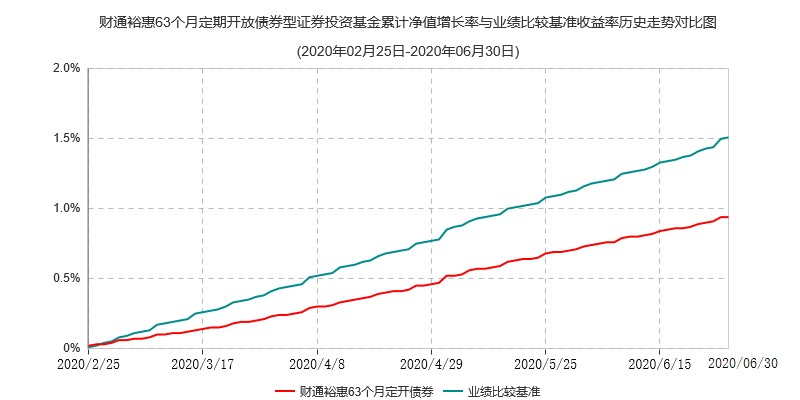 财通裕惠63个月定期开放债券型证券投资基金累计净值增长率与业绩比较基准收益率历史走势对比图
(2020年02月25日-2020年06月30日)
2.0%
1.5%
1.0%
0.5%
0%
2020/2/25 2020/3/17 2020/4/8 2020/4/29 2020/5/25 2020/6/15 2020/06/30
财通裕惠63个月定开债券 业绩比较基准